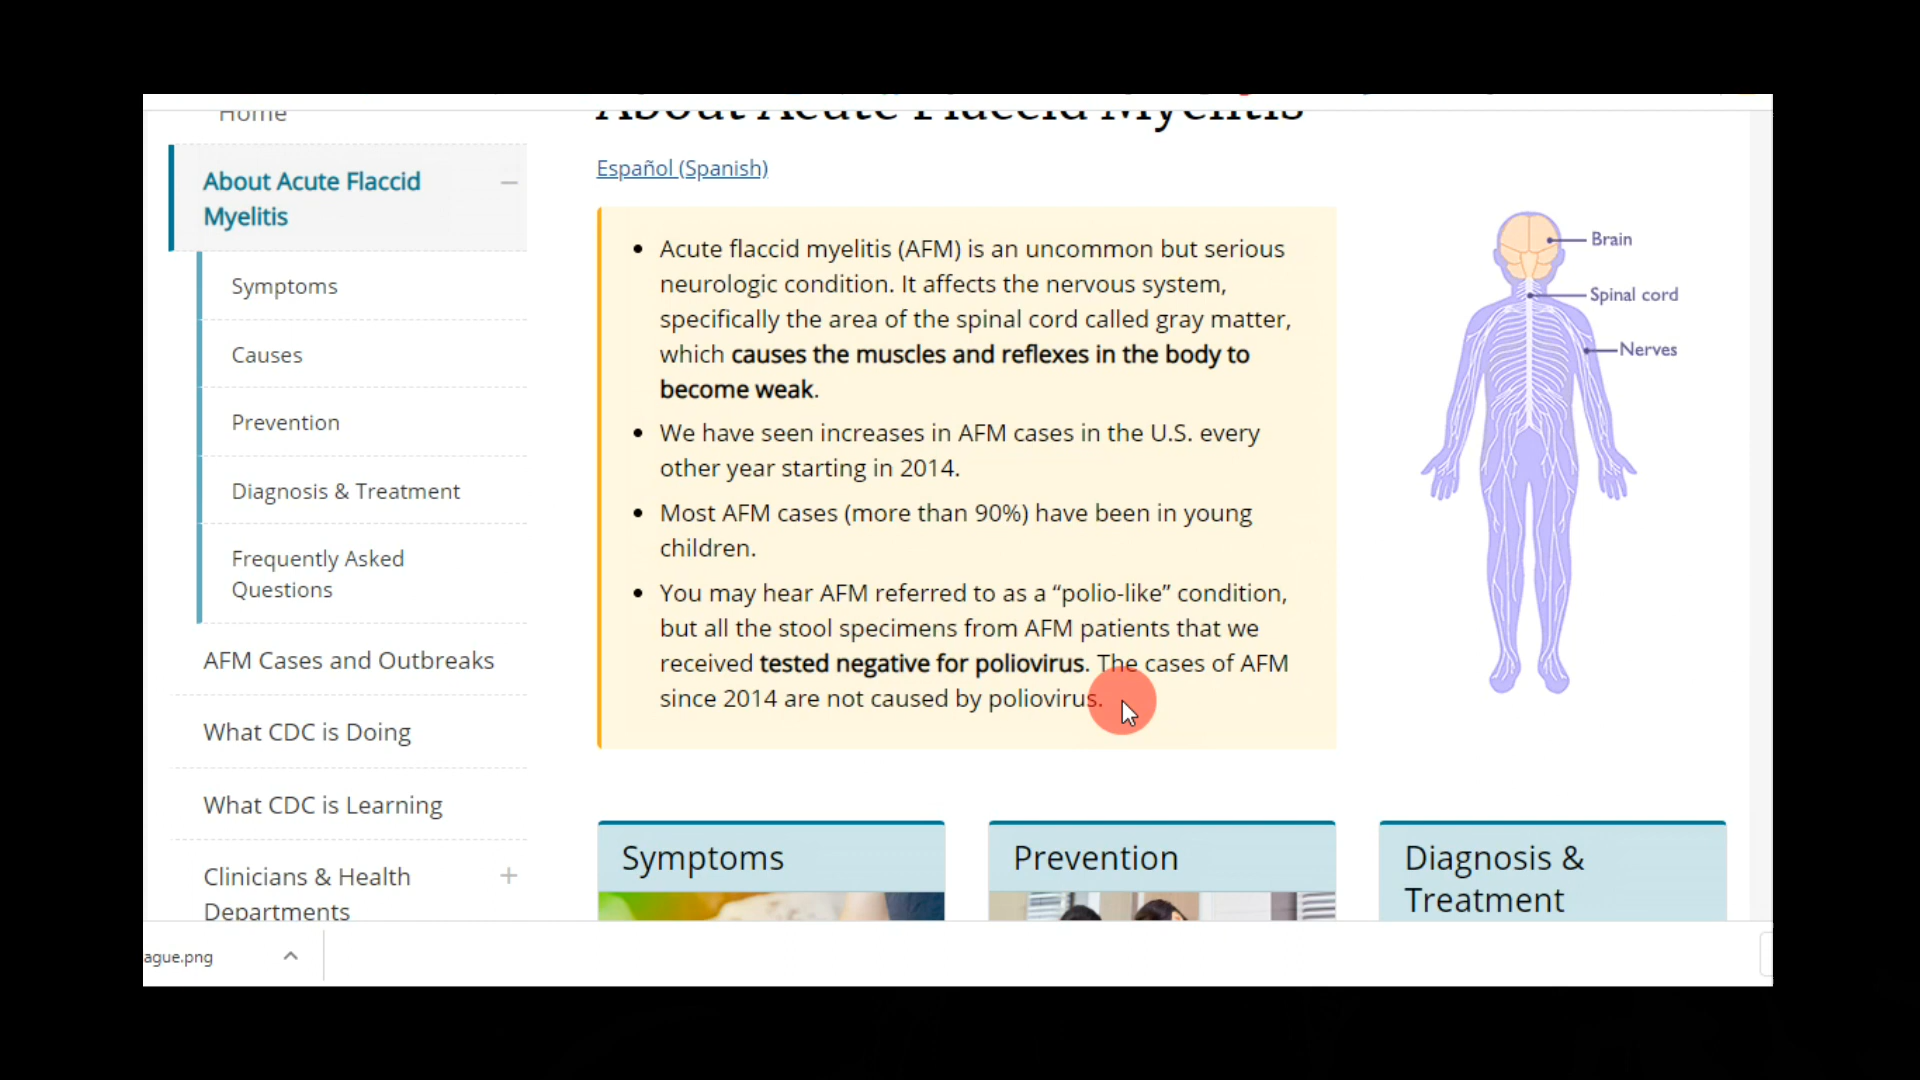 Home
About Acute Flaccid Myelitis
Español (Spanish)
About Acute Flaccid
Myelitis
Symptoms
Causes
Prevention
Diagnosis & Treatment
Frequently Asked
Questions
AFM Cases and Outbreaks
What CDC is Doing
What CDC is Learning
Clinicians & Health
Departments
• Acute flaccid myelitis (AFM) is an uncommon but serious
neurologic condition. It affects the nervous system,
specifically the area of the spinal cord called gray matter,
which causes the muscles and reflexes in the body to
become weak.
• We have seen increases in AFM cases in the U.S. every
other year starting in 2014.
• Most AFM cases (more than 90%) have been in young
children.
• You may hear AFM referred to as a “polio-like” condition,
but all the stool specimens from AFM patients that we
received tested negative for poliovirus. The cases of AFM
since 2014 are not caused by poliovirus.
Brain
Spinal cord
Nerves
Symptoms
Prevention
Diagnosis &
Treatment
ague.png